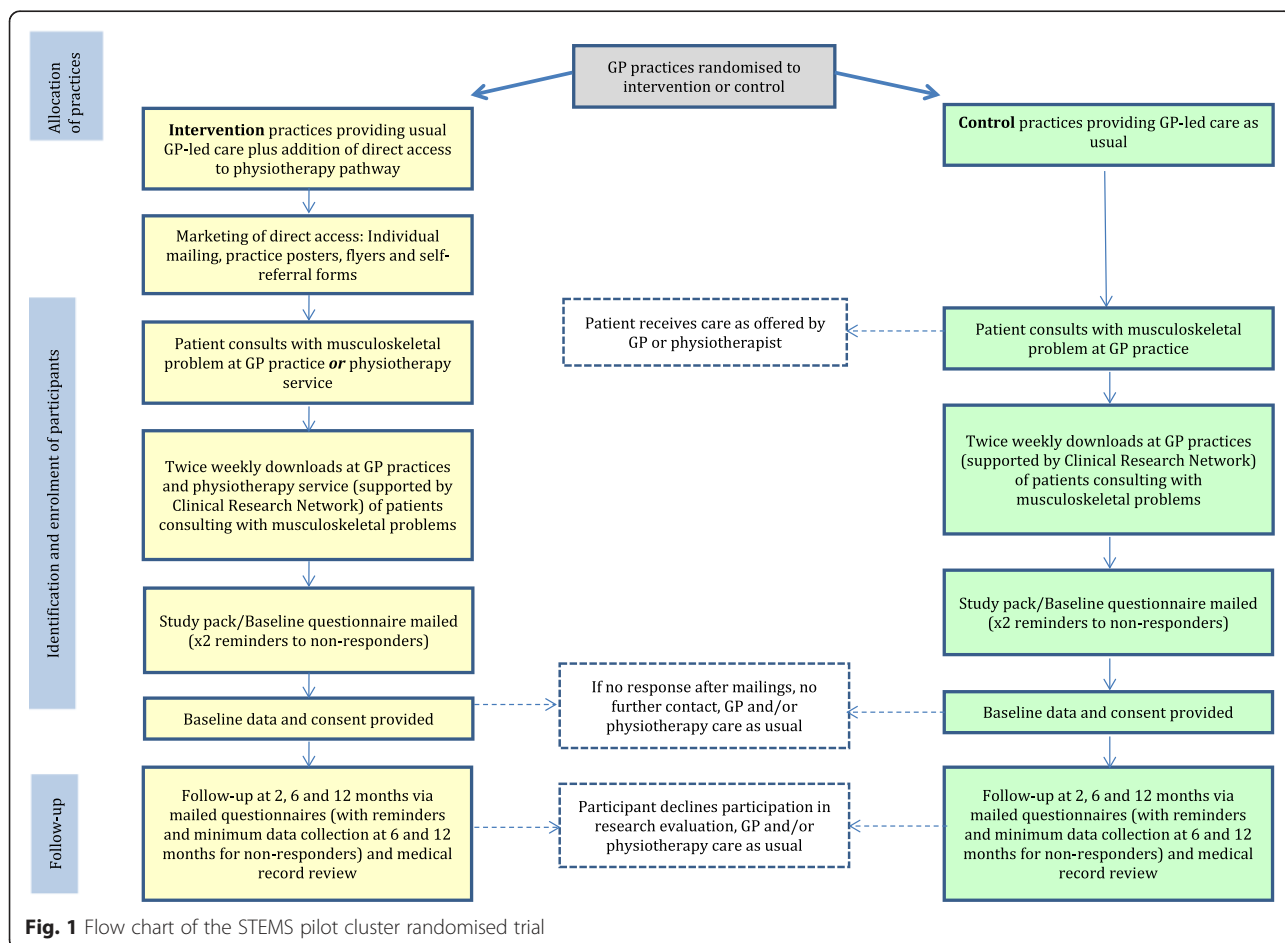 Allocation
of practices
GP practices randomised to
intervention or control
Intervention practices providing usual
GP-led care plus addition of direct access
to physiotherapy pathway
Control practices providing GP-led care as
usual
Marketing of direct access: Individual
mailing, practice posters, flyers and self-
referral forms
Identification and enrolment of participants
Patient consults with musculoskeletal
problem at GP practice or physiotherapy
service
Patient receives care as offered by
GP or physiotherapist
Patient consults with musculoskeletal
problem at GP practice
Twice weekly downloads at GP practices
and physiotherapy service (supported by
Clinical Research Network) of patients
consulting with musculoskeletal problems
Twice weekly downloads at GP practices
(supported by Clinical Research Network)
of patients consulting with
musculoskeletal problems
Study pack/Baseline questionnaire mailed
(x2 reminders to non-responders)
Study pack/Baseline questionnaire mailed
(x2 reminders to non-responders)
Baseline data and consent provided
If no response after mailings, no
further contact, GP and/or
physiotherapy care as usual
Baseline data and consent provided
Follow-up
Follow-up at 2, 6 and 12 months via
mailed questionnaires (with reminders
and minimum data collection at 6 and 12
months for non-responders) and medical
record review
Participant declines participation in
research evaluation, GP and/or
physiotherapy care as usual
Follow-up at 2, 6 and 12 months via
mailed questionnaires (with reminders
and minimum data collection at 6 and 12
months for non-responders) and medical
record review
Fig. 1 Flow chart of the STEMS pilot cluster randomised trial